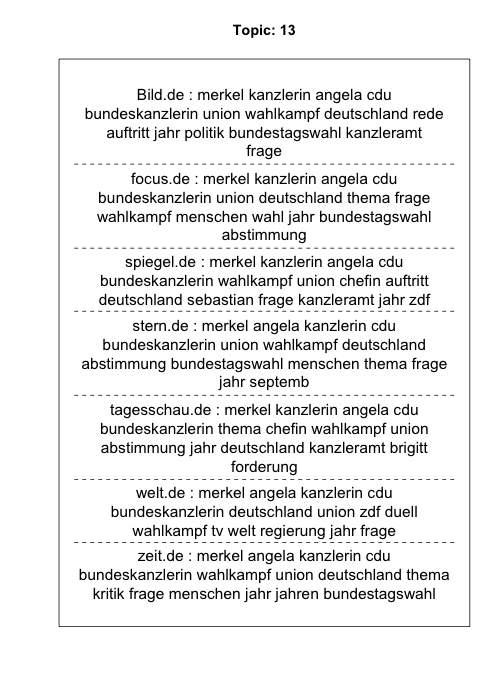 Topic: 13
Bild.de : merkel kanzlerin angela cdu
bundeskanzlerin union wahlkampf deutschland rede
auftritt jahr politik bundestagswahl kanzleramt
frage
focus.de : merkel kanzlerin angela cdu
bundeskanzlerin union deutschland thema frage
wahlkampf menschen wahl jahr bundestagswahl
abstimmung
spiegel.de : merkel kanzlerin angela cdu
bundeskanzlerin wahlkampf union chefin auftritt
deutschland sebastian frage kanzleramt jahr zdf
stern.de : merkel angela kanzlerin cdu
bundeskanzlerin union wahlkampf deutschland
abstimmung bundestagswahl menschen thema frage
jahr septemb
tagesschau.de : merkel kanzlerin angela cdu
bundeskanzlerin thema chefin wahlkampf union
abstimmung jahr deutschland kanzleramt brigitt
forderung
welt.de : merkel angela kanzlerin cdu
bundeskanzlerin deutschland union zdf duell
wahlkampf tv welt regierung jahr frage
zeit.de : merkel angela kanzlerin cdu
bundeskanzlerin wahlkampf union deutschland thema
kritik frage menschen jahr jahren bundestagswahl